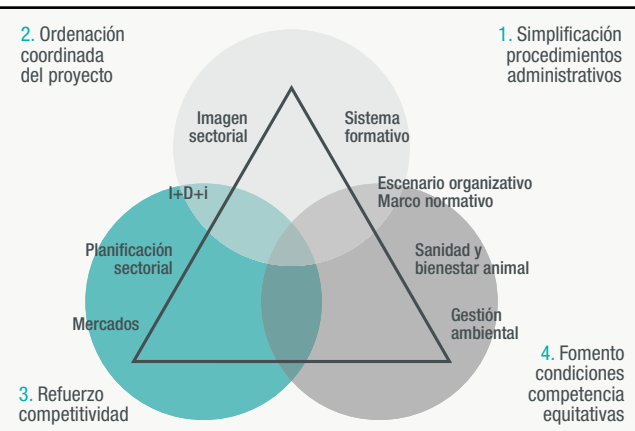 2. Ordenación
coordinada
del proyecto
1. Simplificación
procedimientos
administrativos
Imagen
sectorial
Sistema
formativo
I+D+i
Escenario organizativo
Marco normativo
Planificación
sectorial
Sanidad y
bienestar animal
Mercados
Gestión
ambiental
3. Refuerzo
competitividad
4. Fomento
condiciones
competencia
equitativas